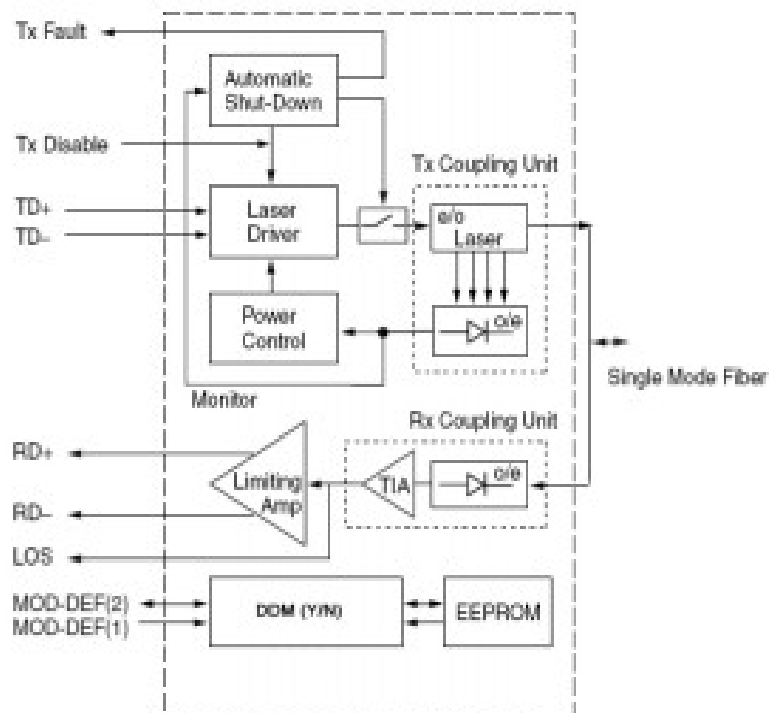 Tx Fault
Automatic
Shut-Down
Tx Disable
Tx Coupling Unit
TD+
TD–
Laser
Driver
e/o
Laser
Power
Control
o/e
Single Mode Fiber
Monitor
Rx Coupling Unit
RD+
RD–
Limiting
Amp
TIA
o/e
LOS
MOD-DEF(2)
MOD-DEF(1)
DDM (Y/N)
EEPROM